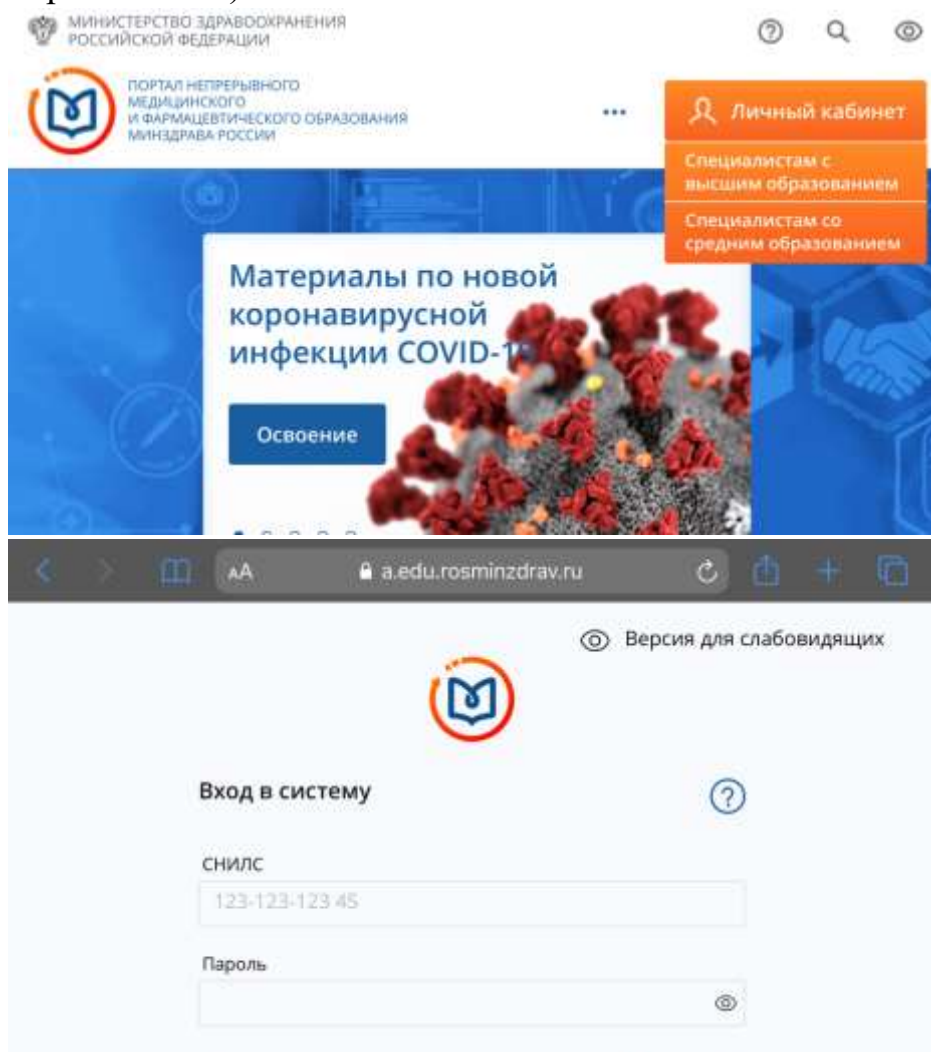 МИНИСТЕРСТВО ЗДРАВООХРАНЕНИЯ
РОССИЙСКОЙ ФЕДЕРАЦИИ
ПОРТАЛ НЕПРЕРЫВНОГО
МЕДИЦИНСКОГО
И ФАРМАЦЕВТИЧЕСКОГО ОБРАЗОВАНИЯ
МИНЗДРАВА РОССИИ
Личный кабинет
Специалистам с
высшим образованием
Специалистам со
средним образованием
Материалы по новой
коронавирусной
инфекции COVID-19
Освоение
AA
a.edu.rosminzdrav.ru
Версия для слабовидящих
Вход в систему
СНИЛС
123-123-123 45
Пароль